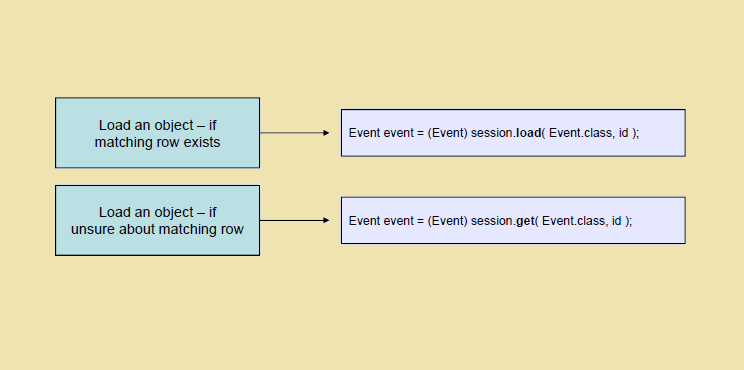 Load an object – if
matching row exists
Event event = (Event) session.load( Event.class, id );
Load an object – if
unsure about matching row
Event event = (Event) session.get( Event.class, id );